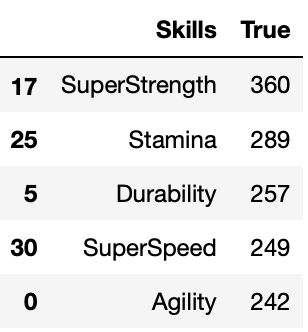 Skills True
17 SuperStrength 360
25 Stamina 289
5 Durability 257
30 SuperSpeed 249
0 Agility 242